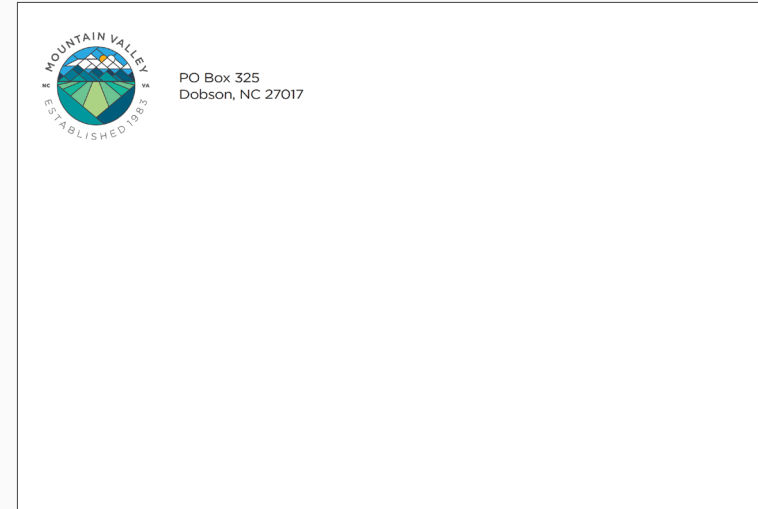 MOUNTAIN VALLEY
NC VA
ESTABLISHED 1983
PO Box 325
Dobson, NC 27017